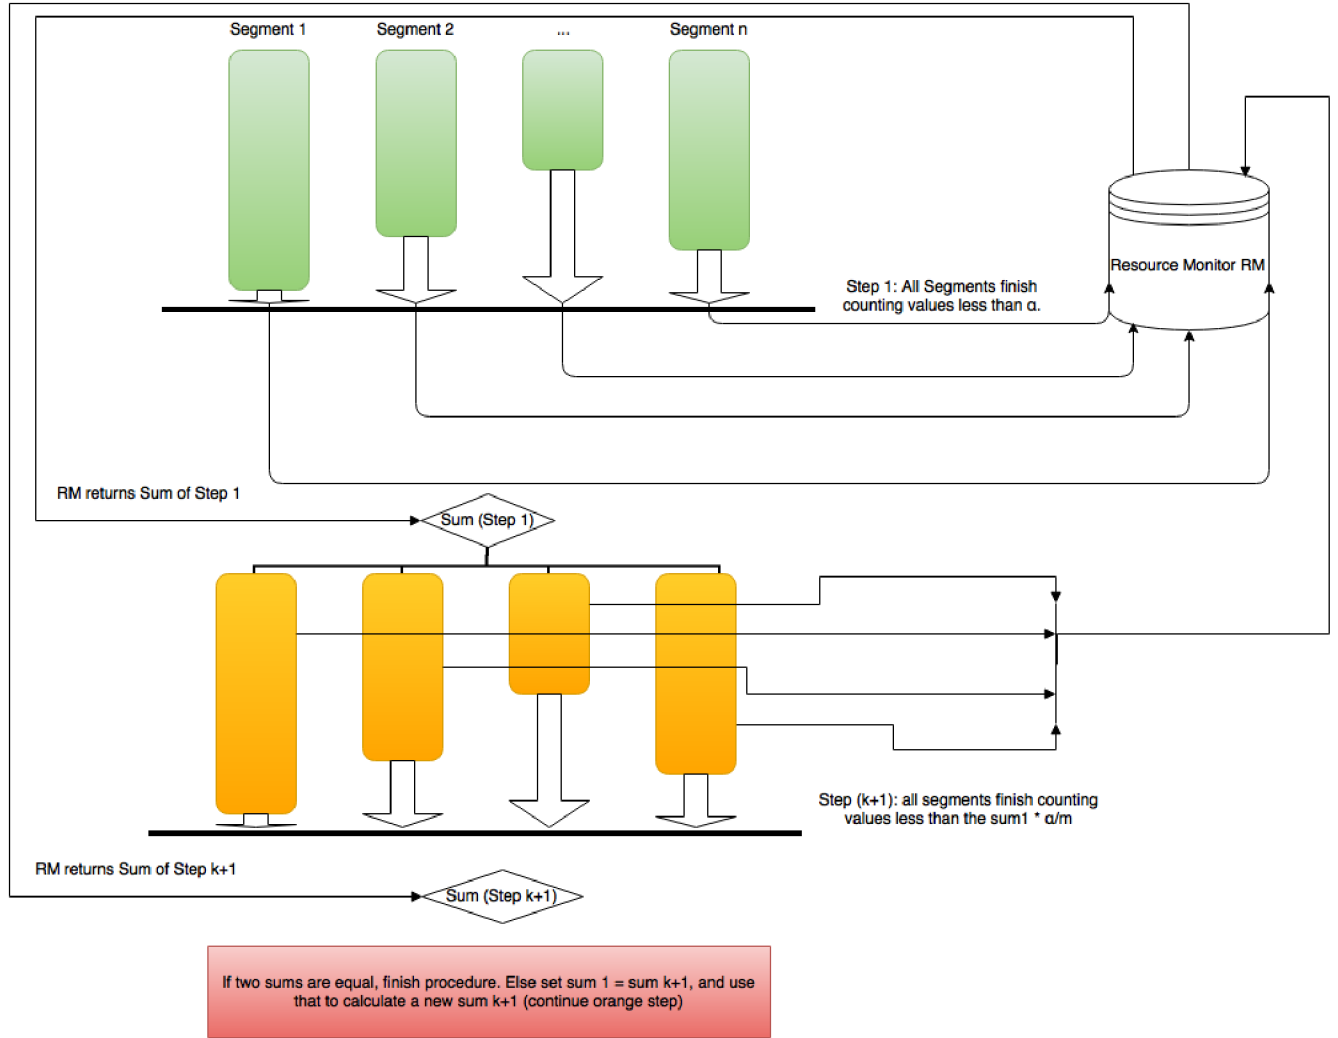 Segment 1
Segment 2
...
Segment n
Resource Monitor RM
Step 1: All Segments finish
counting values less than α.
RM returns Sum of Step 1
Sum (Step 1)
Step (k+1): all segments finish counting
values less than the sum1 * α/m
RM returns Sum of Step k+1
Sum (Step k+1)
If two sums are equal, finish procedure. Else set sum 1 = sum k+1, and use
that to calculate a new sum k+1 (continue orange step)